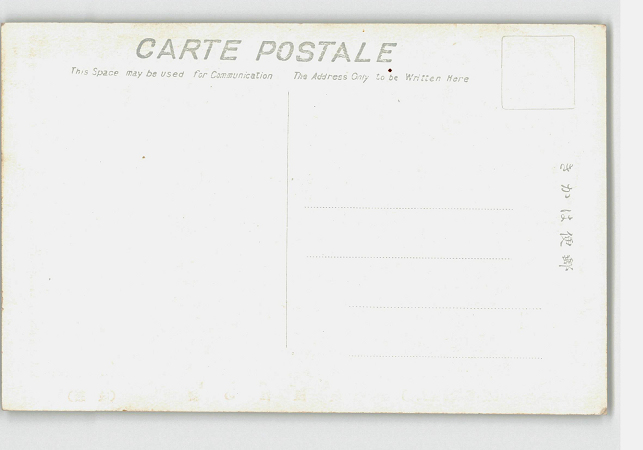 CARTE POSTALE
This Space may be used for Communication
The Address Only to be Written Here
きかは便郵